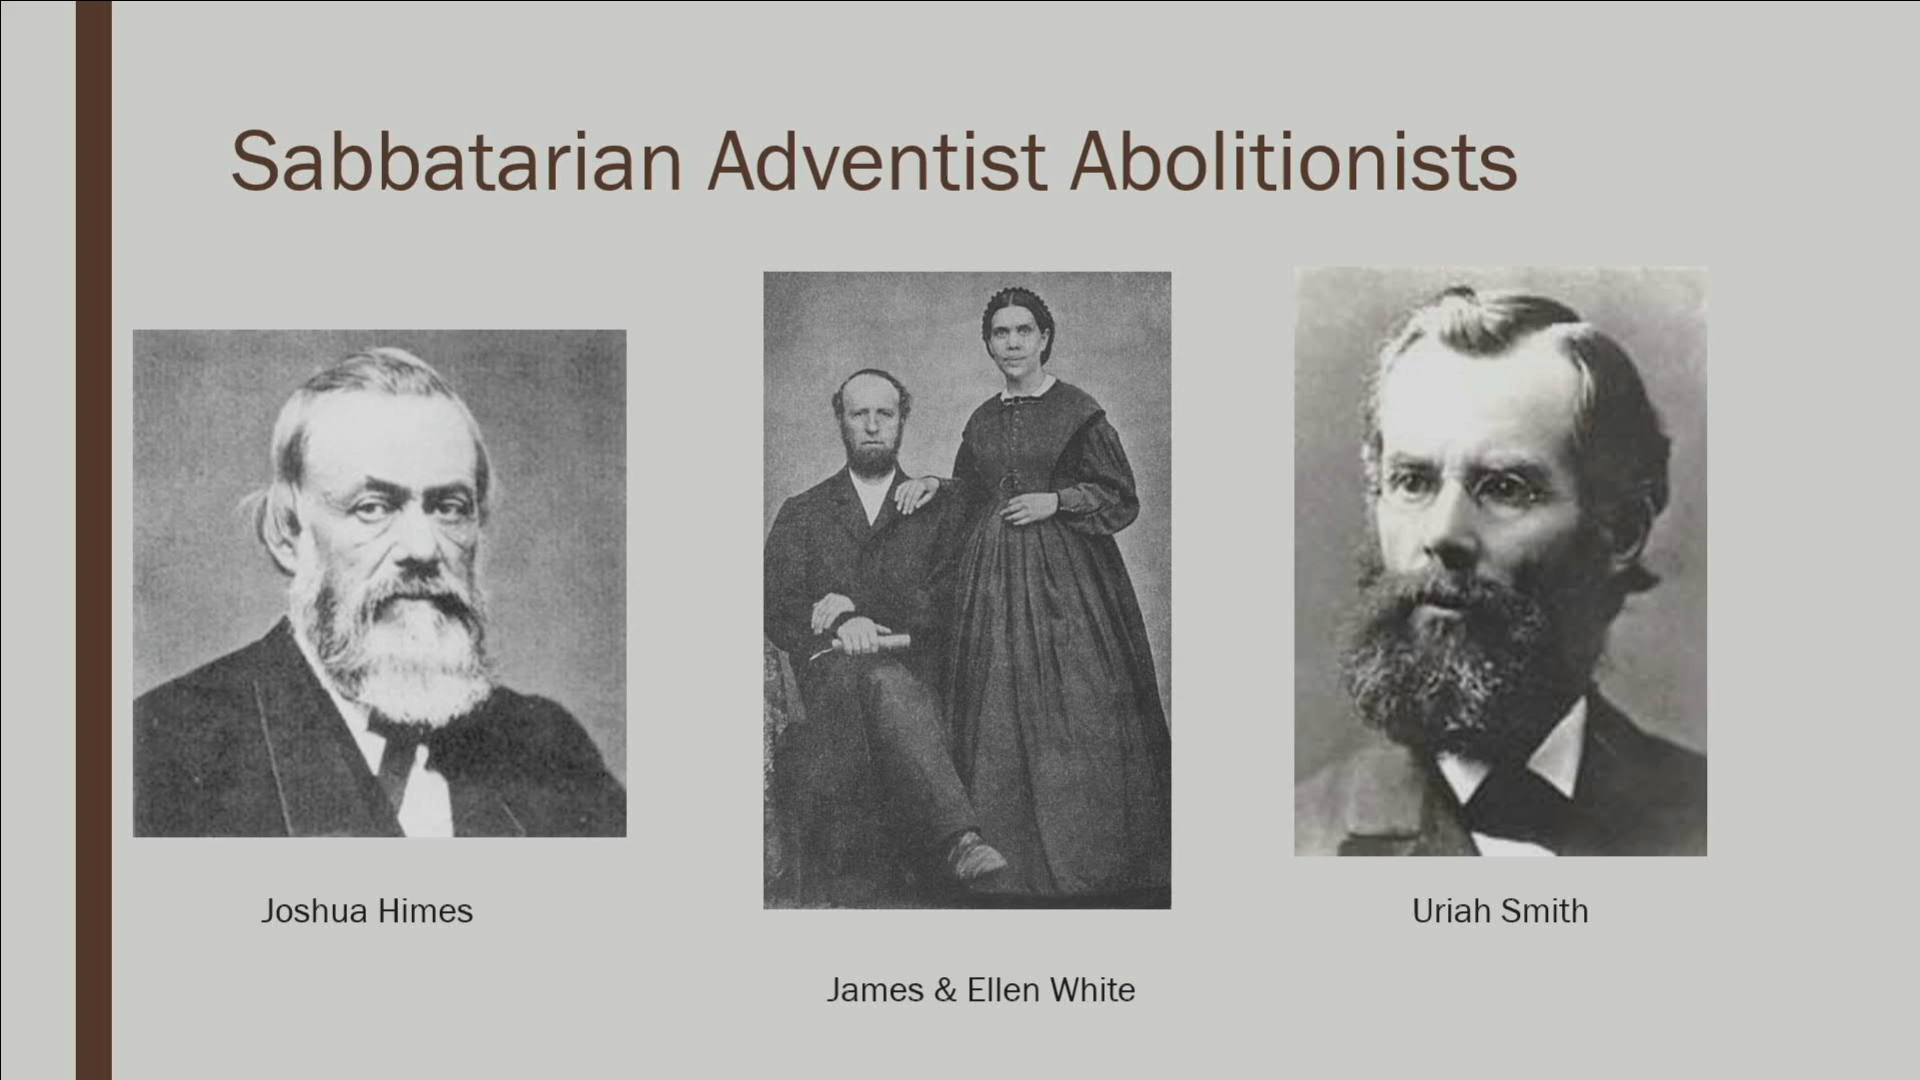 Sabbatarian Adventist Abolitionists
Joshua Himes
James & Ellen White
Uriah Smith